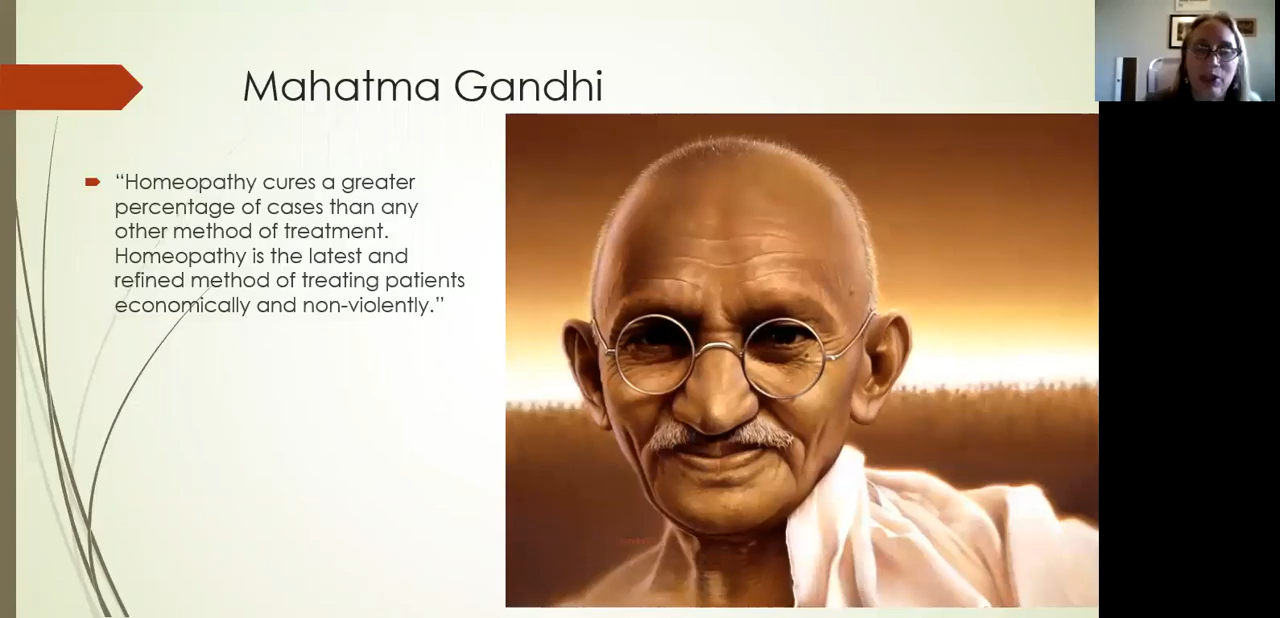 Mahatma Gandhi
“Homeopathy cures a greater
percentage of cases than any
other method of treatment.
Homeopathy is the latest and
refined method of treating patients
economically and non-violently.”